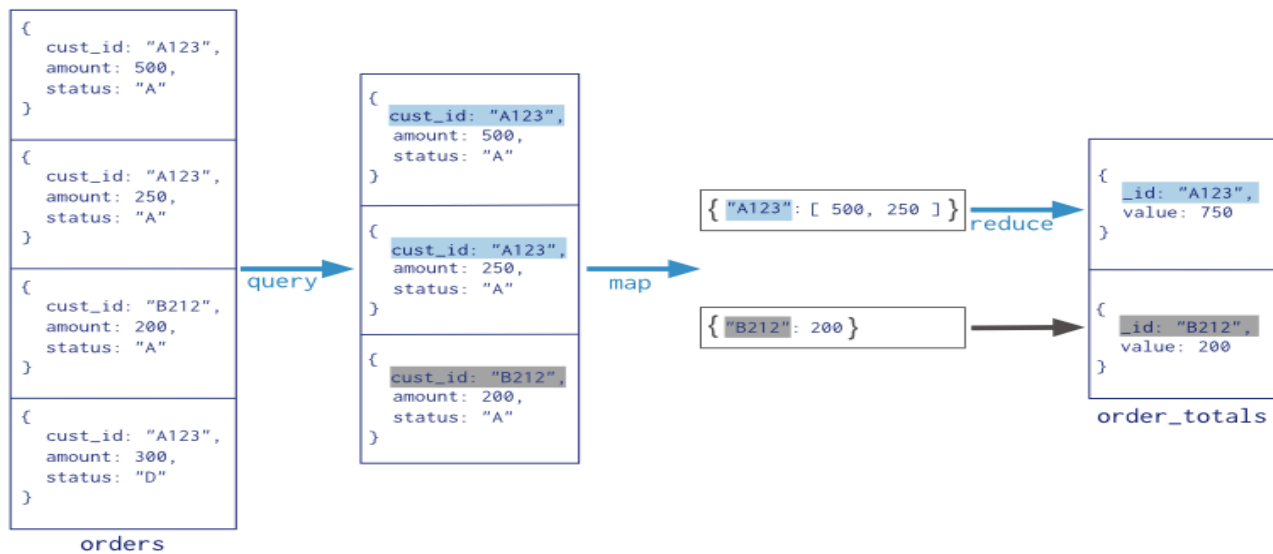 {
cust_id: "A123",
amount: 500,
status: "A"
}
{
cust_id: "A123",
amount: 250,
status: "A"
}
{
cust_id: "B212",
amount: 200,
status: "A"
}
{
cust_id: "A123",
amount: 300,
status: "D"
}
orders
query
{
cust_id: "A123",
amount: 500,
status: "A"
}
{
cust_id: "A123",
amount: 250,
status: "A"
}
{
cust_id: "B212",
amount: 200,
status: "A"
}
map
{ "A123": [ 500, 250 ] }
{ "B212": 200 }
reduce
{
_id: "A123",
value: 750
}
{
_id: "B212",
value: 200
}
order_totals